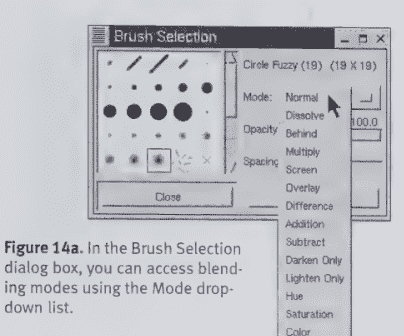 Brush Selection
Circle Fuzzy (19) (19 X 19)
Mode: Normal
Dissolve
Opacity 100.0
Behind
Multiply
Spacing
Screen
Overlay
Close
Difference
Addition
Subtract
Darken Only
Lighten Only
Hue
Saturation
Color
Figure 14a. In the Brush Selection
dialog box, you can access blend-
ing modes using the Mode drop-
down list.